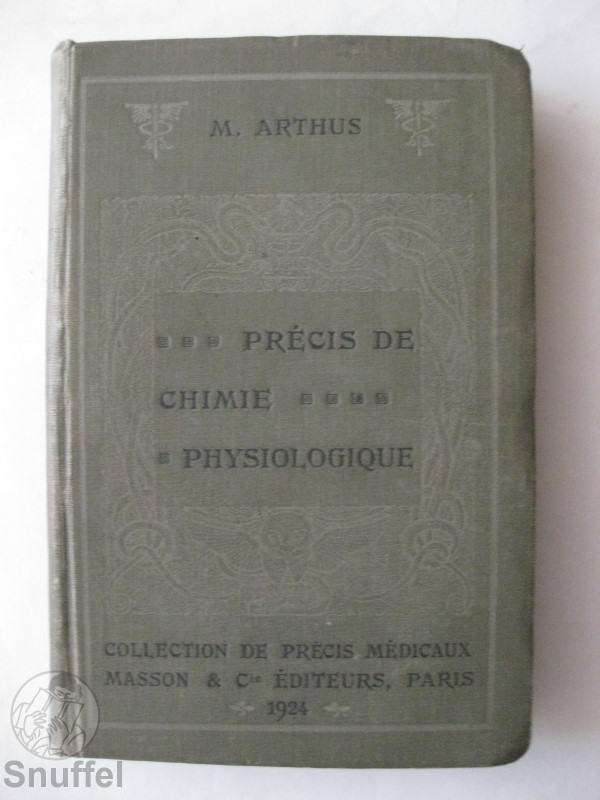 M. ARTHUS
PRÉCIS DE
CHIMIE
PHYSIOLOGIQUE
COLLECTION DE PRÉCIS MÉDICAUX
MASSON & Cie ÉDITEURS, PARIS
1924
Snuffel